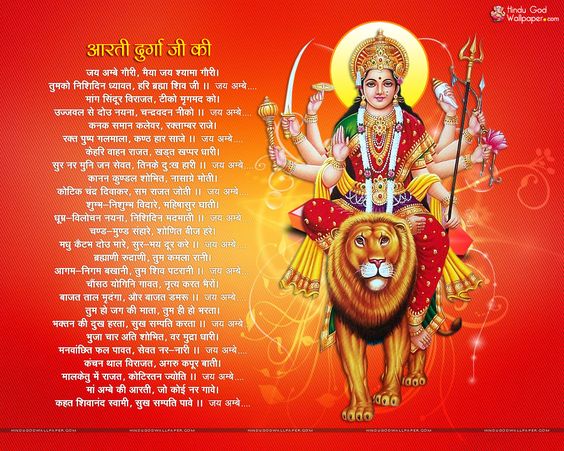 Hindu God
Wallpaper.com
आरती दुर्गा जी की
जय अम्बे गौरी, मैया जय श्यामा गौरी।
तुमको निशिदिन ध्यावत, हरि ब्रह्मा शिव जी ।। जय अम्बे....
मांग सिंदूर विराजत, टीको मृगमद को।
उज्जवल से दोउ नयना, चन्द्रवदन नीको ।। जय अम्बे....
कनक समान कलेवर, रक्ताम्बर राजे।
रक्त पुष्प गलमाला, कण्ठ हार साजे ।। जय अम्बे....
केहरि वाहन राजत, खडत खप्पर धारी।
सुर नर मुनि जन सेवत, तिनके दुःख हारी ।। जय अम्बे....
कानन कुण्डल शोभित, नासाग्रे मोती।
कोटिक चंद्र दिवाकर, सम राजत जोती ।। जय अम्बे....
शुम्भ-निशुम्भ विदारे, महिषासुर घाती।
धूम्र-विलोचन नयना, निशिदिन मदमाती ।। जय अम्बे....
चण्ड-मुण्ड संहारे, शोणित बीज हरे।
मधु कैटभ दोउ मारे, सुर-भय दूर करे ।। जय अम्बे....
ब्रह्माणी रुदाणी, तुम कमला रानी।
आगम-निगम बखानी, तुम शिव पटरानी ।। जय अम्बे....
चौंसठ योगिनि गावत, नृत्य करत भैरों।
बाजत ताल मृदंगा, ओर बाजत डमरू ।। जय अम्बे....
तुम हो जग की माता, तुम ही हो भरता।
भक्तन की दुख हरता, सुख सम्पति करता ।। जय अम्बे....
भुजा चार अति शोभित, वर मुद्रा धारी।
मनवांछित फल पावत, सेवत नर-नारी ।। जय अम्बे....
कंचन थाल विराजत, अगरु कपूर बाती।
मालकेतु में राजत, कोटिरतन ज्योति ।। जय अम्बे....
मां अम्बे की आरती, जो कोई नर गावे।
कहत शिवानंद स्वामी, सुख सम्पति पावे ।। जय अम्बे....
HINDUGODWALLPAPER.COM HINDUGODWALLPAPER.COM HINDUGODWALLPAPER.COM